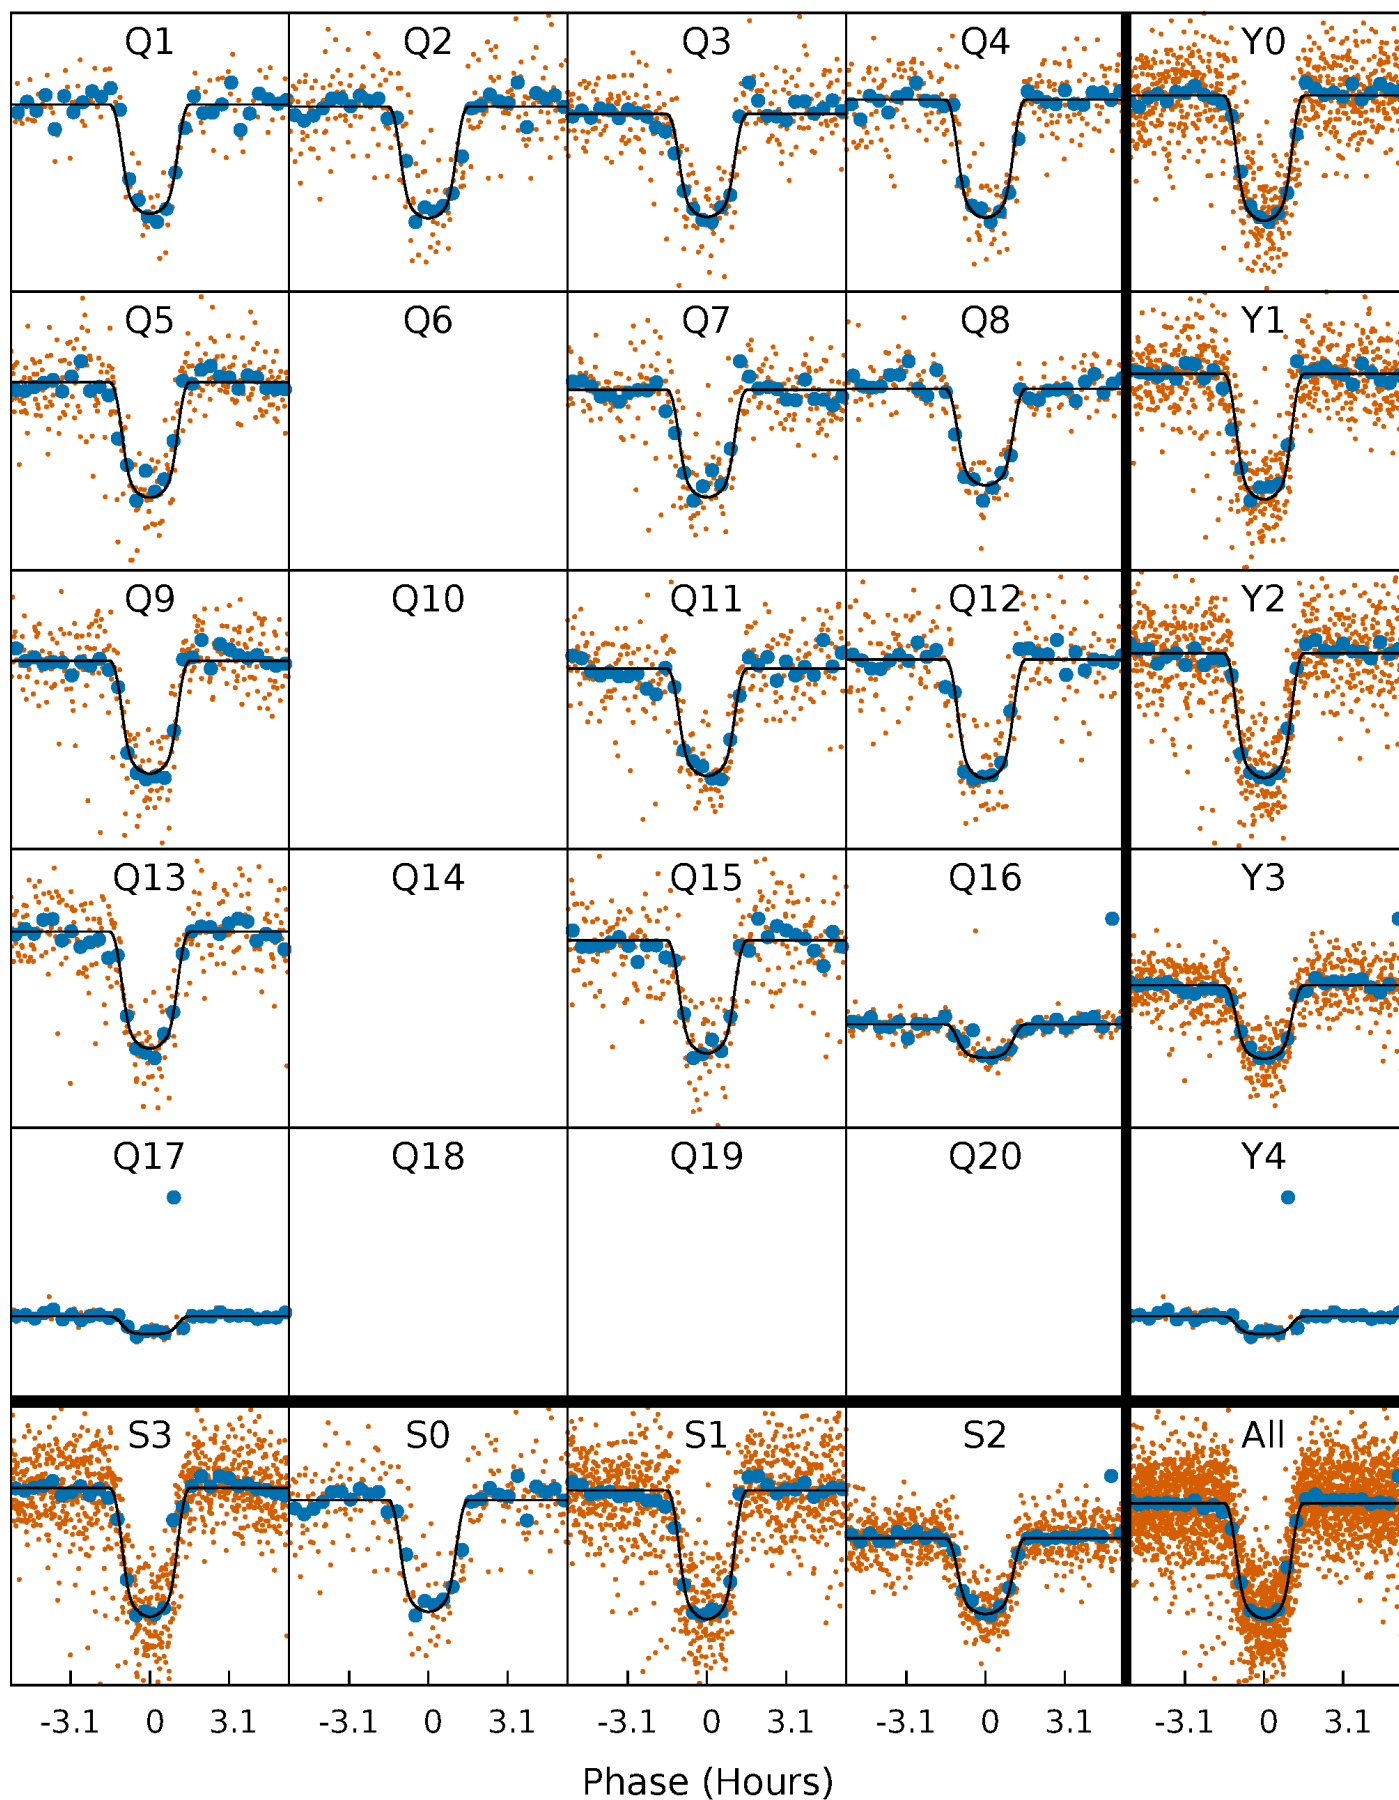 Q1 Q2 Q3 Q4 Y0
Q5 Q6 Q7 Q8 Y1
Q9 Q10 Q11 Q12 Y2
Q13 Q14 Q15 Q16 Y3
Q17 Q18 Q19 Q20 Y4
S3 S0 S1 S2 All
-3.1 0 3.1 -3.1 0 3.1 -3.1 0 3.1 -3.1 0 3.1 -3.1 0 3.1
Phase (Hours)